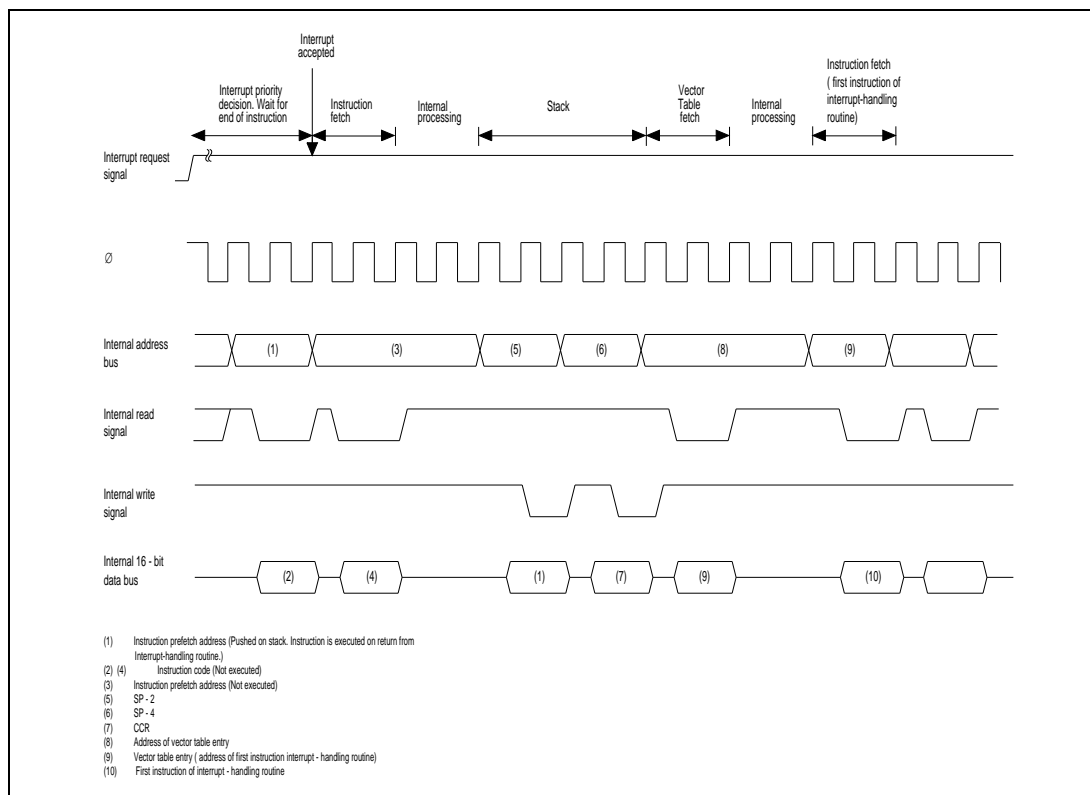 Interrupt
accepted
Interrupt priority
decision. Wait for
end of instruction
Instruction
fetch
Internal
processing
Stack
Vector
Table
fetch
Internal
processing
Instruction fetch
( first instruction of
interrupt-handling
routine)
Interrupt request
signal
Ø
Internal address
bus
(1)
(3)
(5)
(6)
(8)
(9)
Internal read
signal
Internal write
signal
Internal 16 - bit
data bus
(2)
(4)
(1)
(7)
(9)
(10)
(1) Instruction prefetch address (Pushed on stack. Instruction is executed on return from
Interrupt-handling routine.)
(2) (4) Instruction code (Not executed)
(3) Instruction prefetch address (Not executed)
(5) SP - 2
(6) SP - 4
(7) CCR
(8) Address of vector table entry
(9) Vector table entry ( address of first instruction interrupt - handling routine)
(10) First instruction of interrupt - handling routine